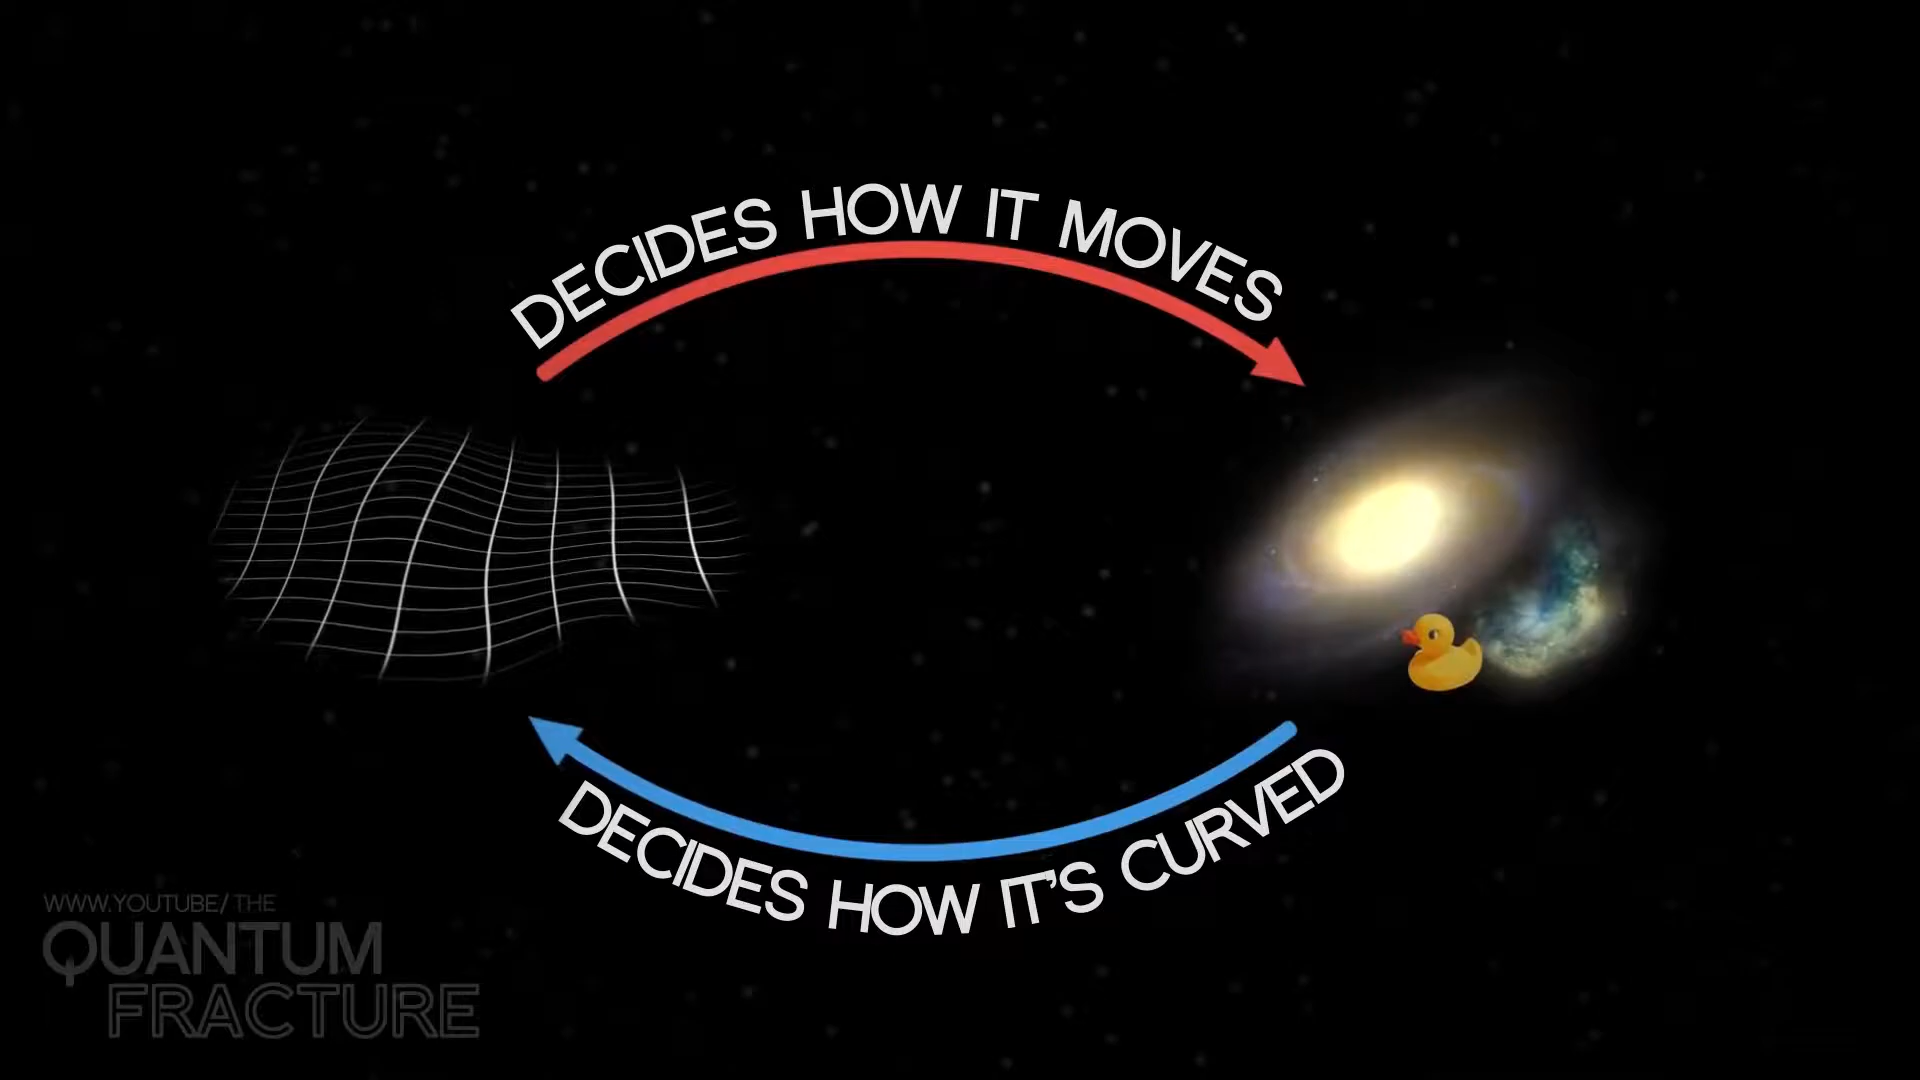 DECIDES HOW IT MOVES
DECIDES HOW IT'S CURVED
WWW.YOUTUBE/ THE
QUANTUM
FRACTURE